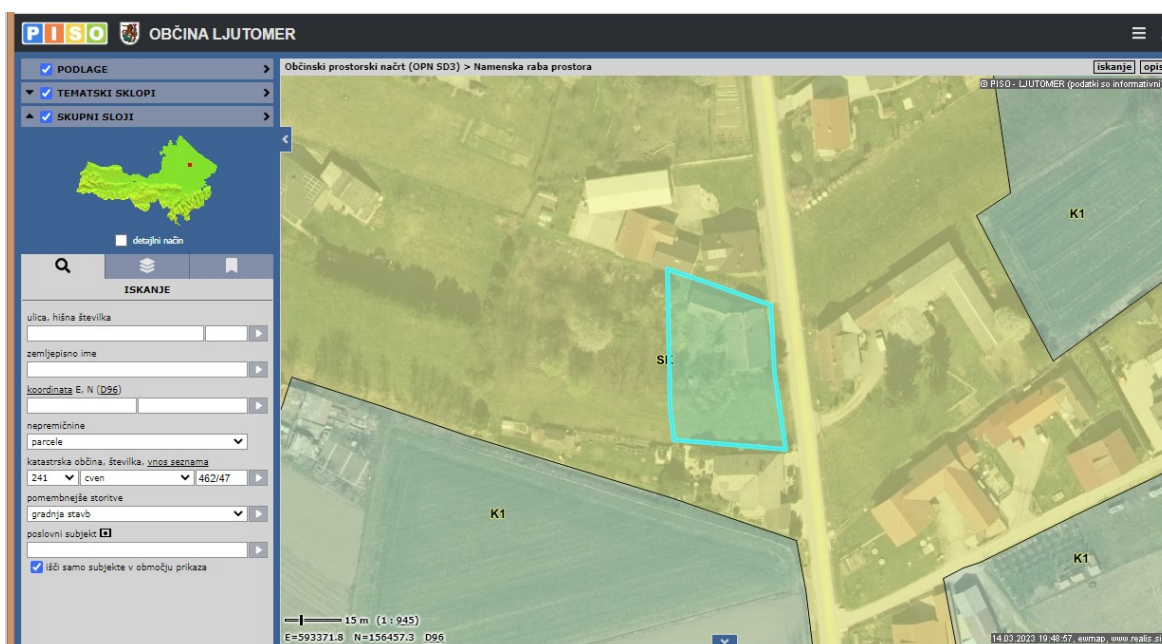 PISO OBČINA LJUTOMER
PODLAGE
TEMATSKI SKLOPI
SKUPNI SLOJI
detajlni način
ISKANJE
ulica, hišna številka
zemljepisno ime
koordinata E, N (D96)
nepremičnine
parcele
katastrska občina, številka, vnos seznama
241 cven 462/47
pomembnejše storitve
gradnja stavb
poslovni subjekt
išči samo subjekte v območju prikaza
Občinski prostorski načrt (OPN SD3) > Namenska raba prostora
iskanje opis
© PISO - LJUTOMER (podatki so informativni)
K1
SK
K1
K1
15 m (1 : 945)
E=593371.8 N=156457.3 D96
14.03.2023 19:48:57, ewmap, www.realis.si